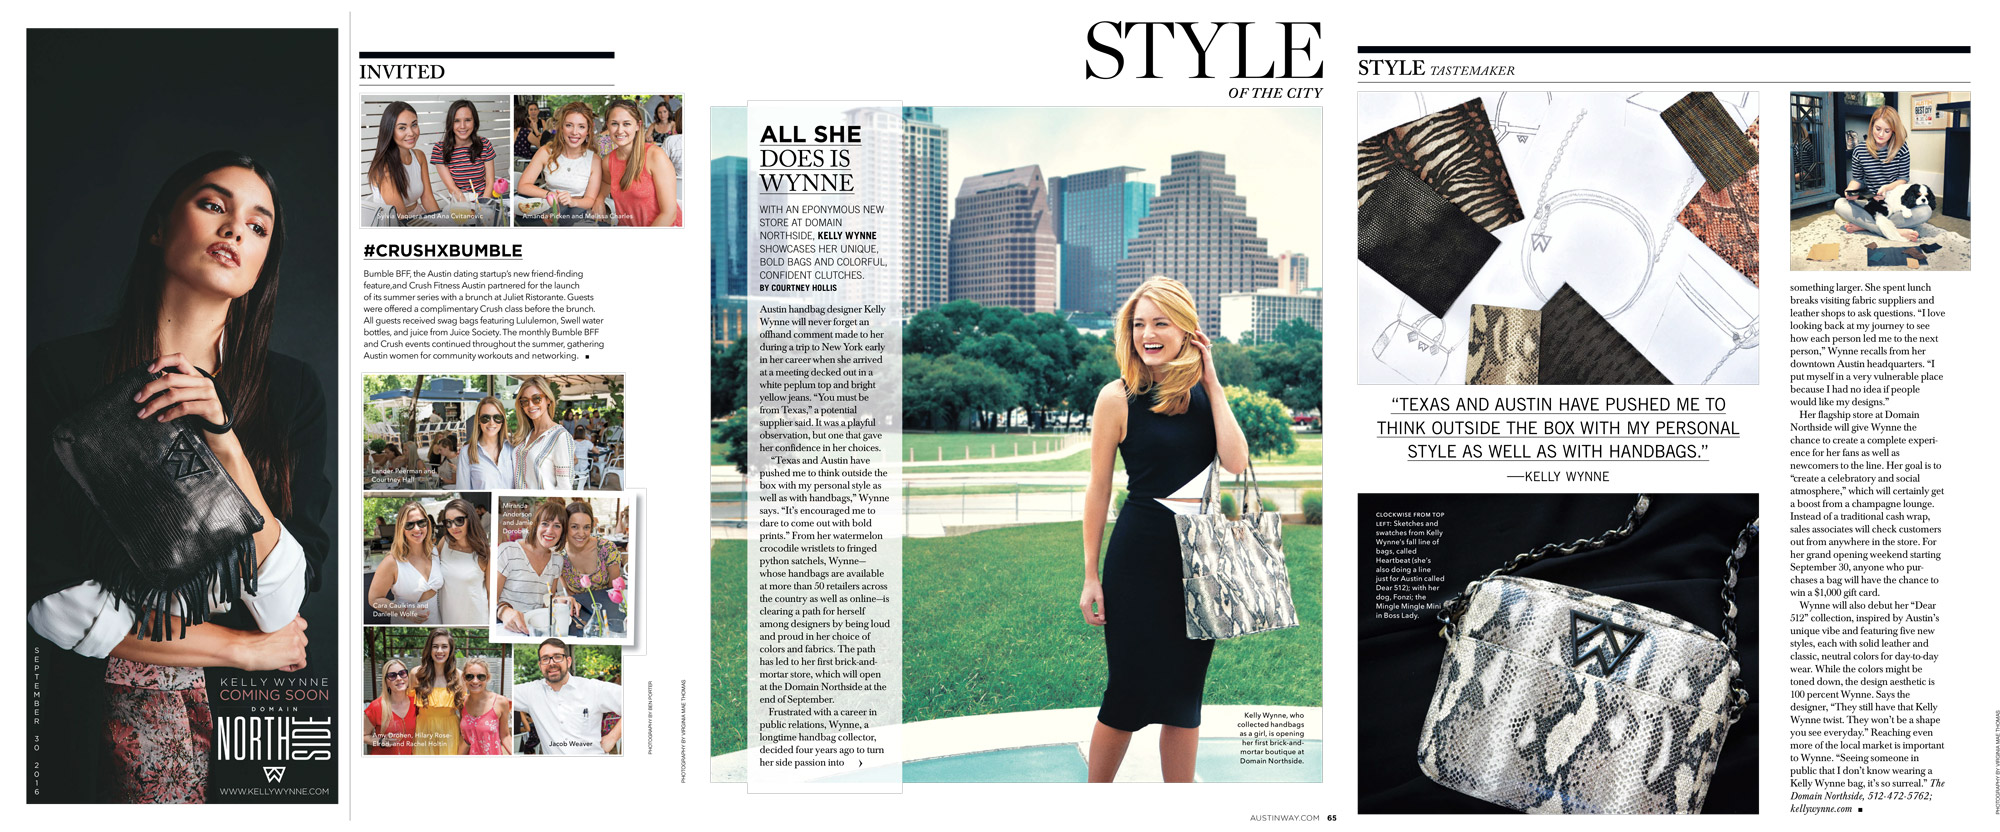 SEPTEMBER 30 2016
KELLY WYNNE
COMING SOON
DOMAIN
NORTH
SIDE
WWW.KELLYWYNNE.COM
INVITED
Sylvia Vaquera and Ana Cvitanovic
Amanda Picken and Melissa Charles
#CRUSHXBUMBLE
Bumble BFF, the Austin dating startup's new friend-finding
feature,and Crush Fitness Austin partnered for the launch
of its summer series with a brunch at Juliet Ristorante. Guests
were offered a complimentary Crush class before the brunch.
All guests received swag bags featuring Lululemon, Swell water
bottles, and juice from Juice Society. The monthly Bumble BFF
and Crush events continued throughout the summer, gathering
Austin women for community workouts and networking. ■
Lander Peerman and
Courtney Hall
Cara Caulkins and
Danielle Wolfe
Miranda
Anderson
and Jamie
Dorobek
Amy Drohen, Hilary Rose-
Elrod, and Rachel Holtin
Jacob Weaver
PHOTOGRAPHY BY BEN PORTER
PHOTOGRAPHY BY VIRGINIA MAE THOMAS
STYLE
OF THE CITY
ALL SHE
DOES IS
WYNNE
WITH AN EPONYMOUS NEW
STORE AT DOMAIN
NORTHSIDE, KELLY WYNNE
SHOWCASES HER UNIQUE,
BOLD BAGS AND COLORFUL,
CONFIDENT CLUTCHES.
BY COURTNEY HOLLIS
Austin handbag designer Kelly
Wynne will never forget an
offhand comment made to her
during a trip to New York early
in her career when she arrived
at a meeting decked out in a
white peplum top and bright
yellow jeans. “You must be
from Texas,” a potential
supplier said. It was a playful
observation, but one that gave
her confidence in her choices.
“Texas and Austin have
pushed me to think outside the
box with my personal style as
well as with handbags,” Wynne
says. “It's encouraged me to
dare to come out with bold
prints.” From her watermelon
crocodile wristlets to fringed
python satchels, Wynne—
whose handbags are available
at more than 50 retailers across
the country as well as online—is
clearing a path for herself
among designers by being loud
and proud in her choice of
colors and fabrics. The path
has led to her first brick-and-
mortar store, which will open
at the Domain Northside at the
end of September.
Frustrated with a career in
public relations, Wynne, a
longtime handbag collector,
decided four years ago to turn
her side passion into ›
Kelly Wynne, who
collected handbags
as a girl, is opening
her first brick-and-
mortar boutique at
Domain Northside.
AUSTINWAY.COM 65
STYLE TASTEMAKER
“TEXAS AND AUSTIN HAVE PUSHED ME TO
THINK OUTSIDE THE BOX WITH MY PERSONAL
STYLE AS WELL AS WITH HANDBAGS.”
—KELLY WYNNE
CLOCKWISE FROM TOP
LEFT: Sketches and
swatches from Kelly
Wynne's fall line of
bags, called
Heartbeat (she's
also doing a line
just for Austin called
Dear 512); with her
dog, Fonzi; the
Mingle Mingle Mini
in Boss Lady.
something larger. She spent lunch
breaks visiting fabric suppliers and
leather shops to ask questions. “I love
looking back at my journey to see
how each person led me to the next
person,” Wynne recalls from her
downtown Austin headquarters. “I
put myself in a very vulnerable place
because I had no idea if people
would like my designs.”
Her flagship store at Domain
Northside will give Wynne the
chance to create a complete experi-
ence for her fans as well as
newcomers to the line. Her goal is to
“create a celebratory and social
atmosphere,” which will certainly get
a boost from a champagne lounge.
Instead of a traditional cash wrap,
sales associates will check customers
out from anywhere in the store. For
her grand opening weekend starting
September 30, anyone who pur-
chases a bag will have the chance to
win a $1,000 gift card.
Wynne will also debut her “Dear
512” collection, inspired by Austin's
unique vibe and featuring five new
styles, each with solid leather and
classic, neutral colors for day-to-day
wear. While the colors might be
toned down, the design aesthetic is
100 percent Wynne. Says the
designer, “They still have that Kelly
Wynne twist. They won't be a shape
you see everyday.” Reaching even
more of the local market is important
to Wynne. “Seeing someone in
public that I don't know wearing a
Kelly Wynne bag, it's so surreal.” The
Domain Northside, 512-472-5762;
kellywynne.com ■
PHOTOGRAPHY BY VIRGINIA MAE THOMAS